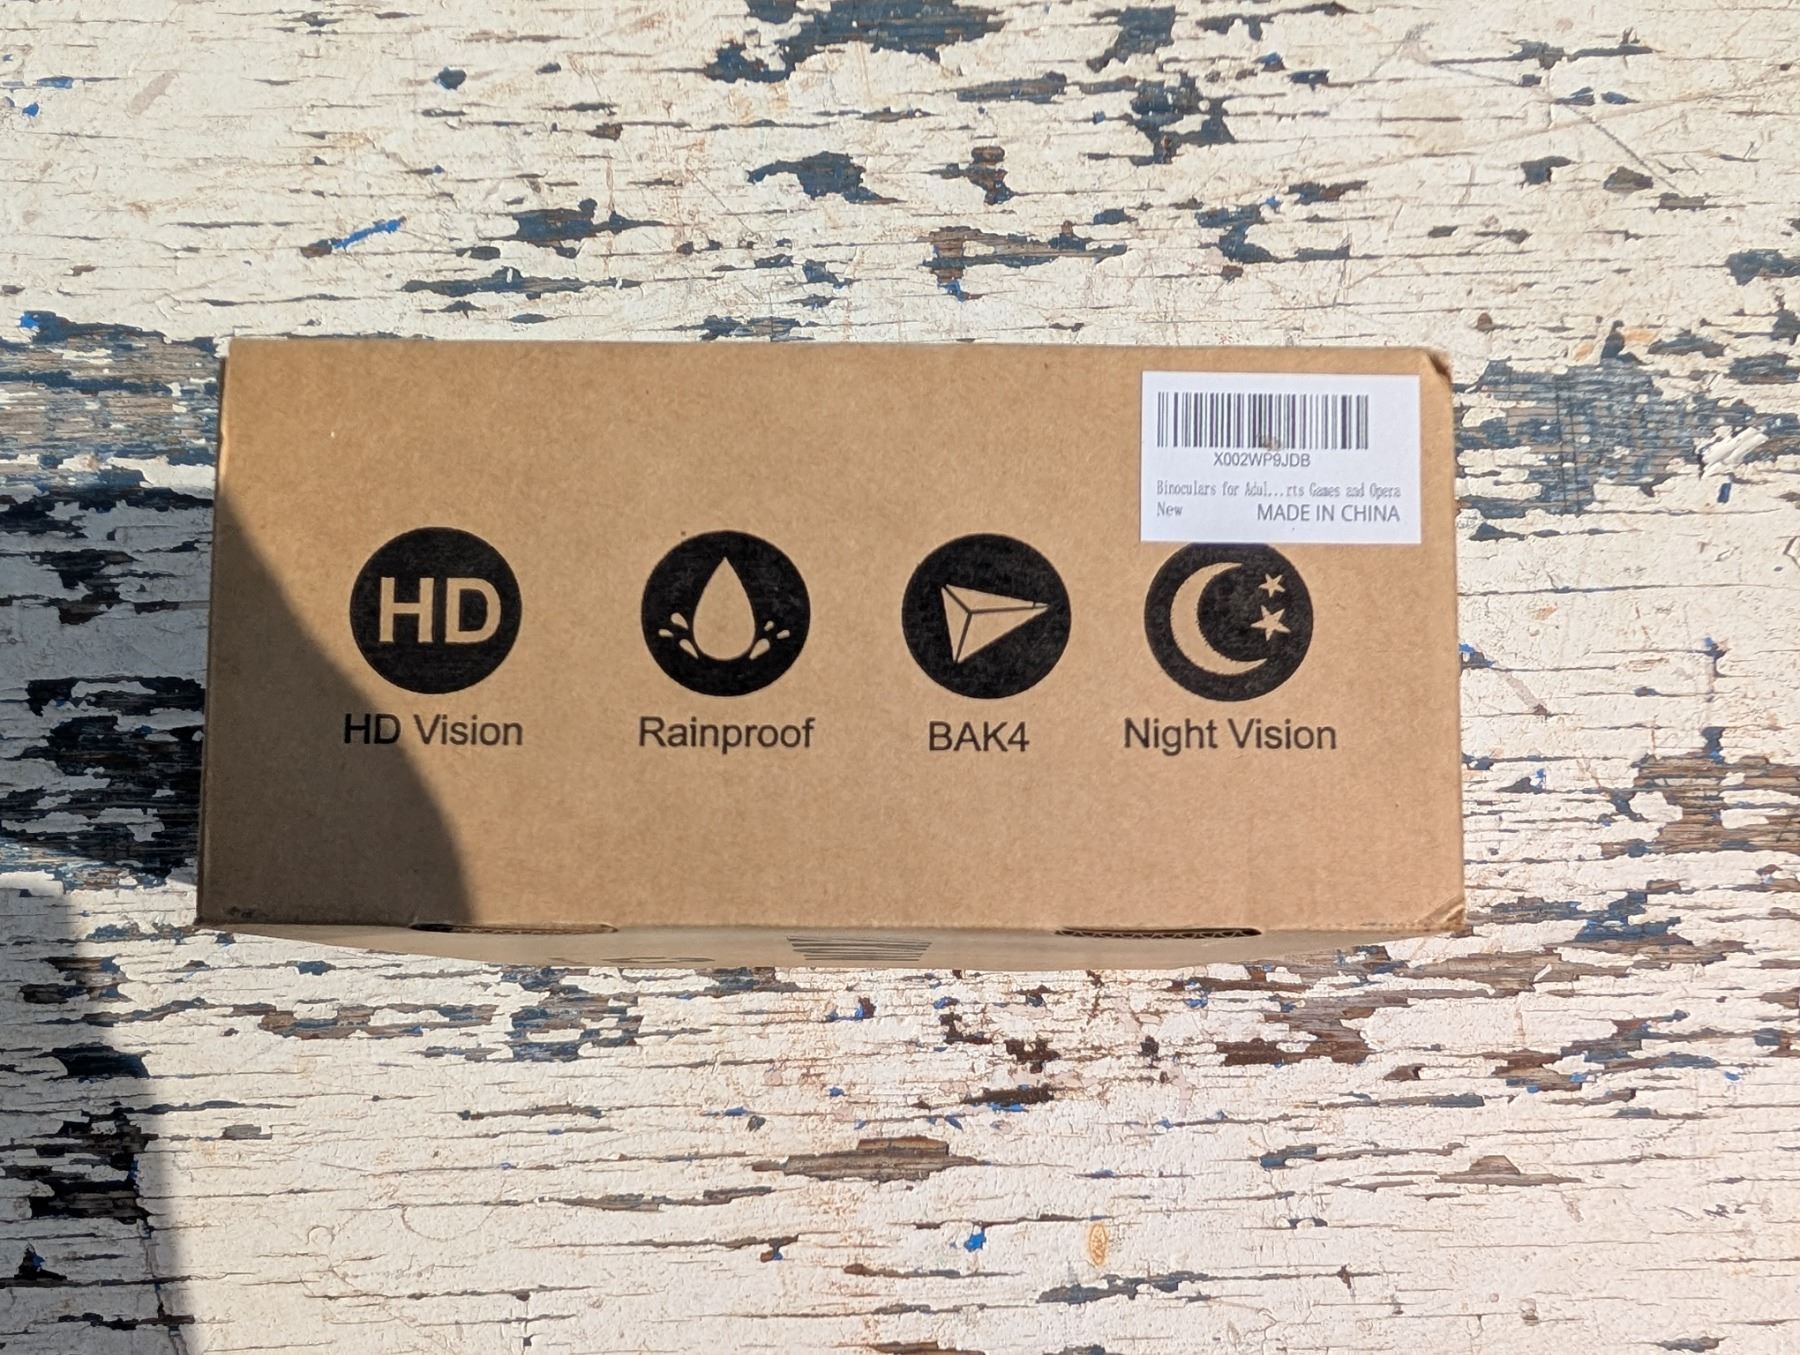 X002WP9JDB
Binoculars for Adul...rts Games and Opera
New MADE IN CHINA
HD
HD Vision Rainproof BAK4 Night Vision